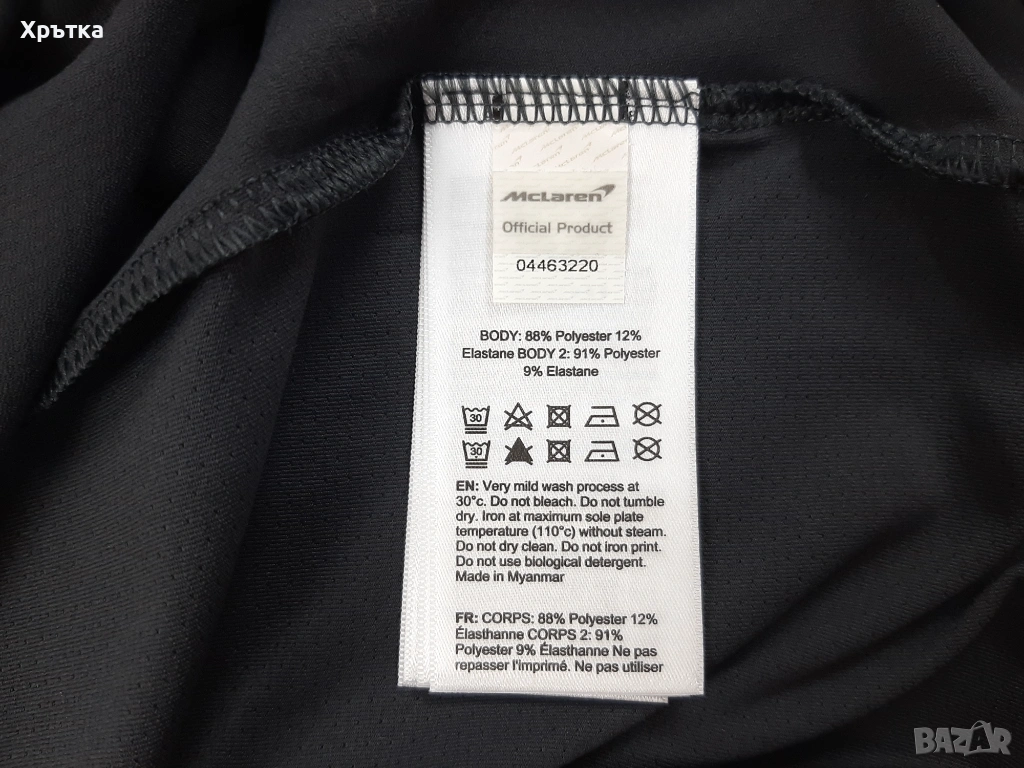 Хрътка
McLaren
Official Product
04463220
BODY: 88% Polyester 12%
Elastane BODY 2: 91% Polyester
9% Elastane
30
30
EN: Very mild wash process at
30°c. Do not bleach. Do not tumble
dry. Iron at maximum sole plate
temperature (110°c) without steam.
Do not dry clean. Do not iron print.
Do not use biological detergent.
Made in Myanmar
FR: CORPS: 88% Polyester 12%
Élasthanne CORPS 2: 91%
Polyester 9% Élasthanne Ne pas
repasser l'imprimé. Ne pas utiliser
BAZAR